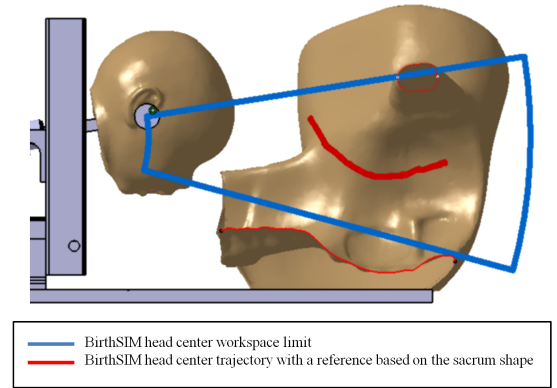 BirthSIM head center workspace limit
BirthSIM head center trajectory with a reference based on the sacrum shape